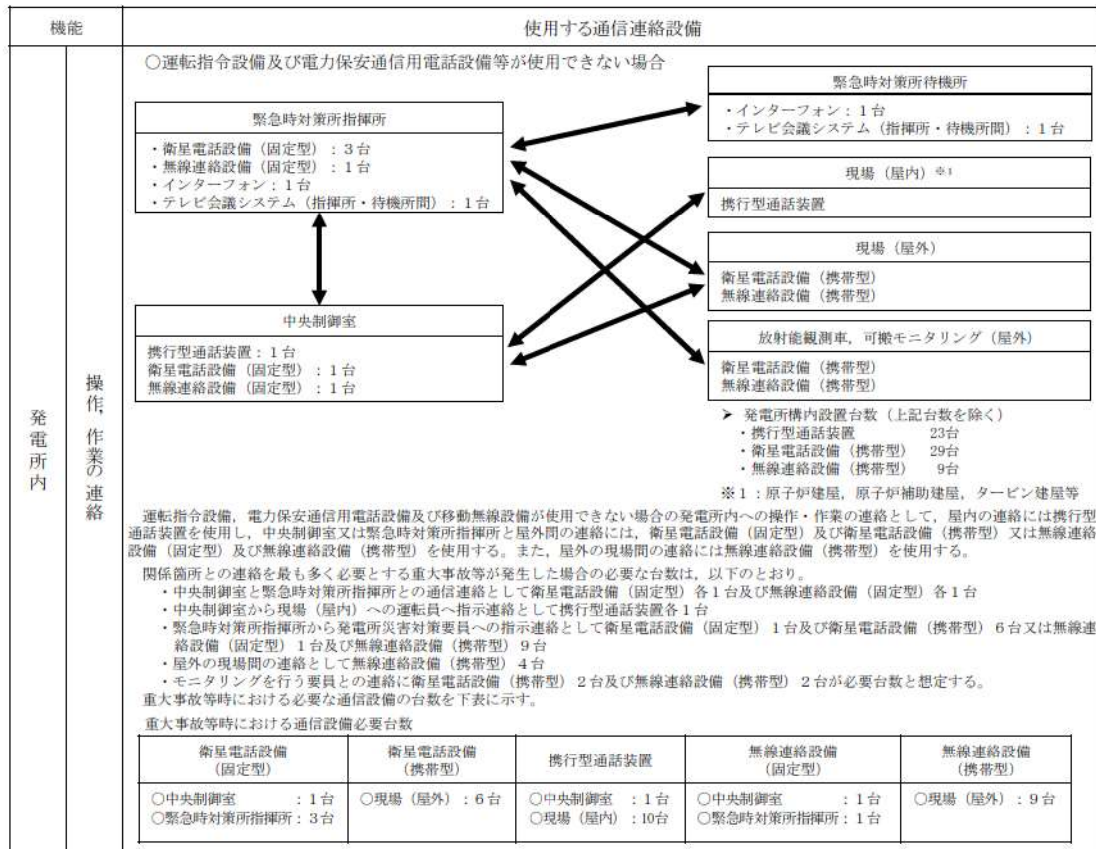 機能
使用する通信連絡設備
発電所内
操作,作業の連絡
○運転指令設備及び電力保安通信用電話設備等が使用できない場合
緊急時対策所指揮所
・衛星電話設備(固定型):3台
・無線連絡設備(固定型):1台
・インターフォン:1台
・テレビ会議システム(指揮所・待機所間):1台
中央制御室
携行型通話装置:1台
衛星電話設備(固定型):1台
無線連絡設備(固定型):1台
緊急時対策所待機所
・インターフォン:1台
・テレビ会議システム(指揮所・待機所間):1台
現場(屋内)※1
携行型通話装置
現場(屋外)
衛星電話設備(携帯型)
無線連絡設備(携帯型)
放射能観測車,可搬モニタリング(屋外)
衛星電話設備(携帯型)
無線連絡設備(携帯型)
➢ 発電所構内設置台数(上記台数を除く)
・携行型通話装置 23台
・衛星電話設備(携帯型) 29台
・無線連絡設備(携帯型) 9台
※1:原子炉建屋,原子炉補助建屋,タービン建屋等
運転指令設備,電力保安通信用電話設備及び移動無線設備が使用できない場合の発電所内への操作・作業の連絡として,屋内の連絡には携行型
通話装置を使用し,中央制御室又は緊急時対策所指揮所と屋外間の連絡には,衛星電話設備(固定型)及び衛星電話設備(携帯型)又は無線連絡
設備(固定型)及び無線連絡設備(携帯型)を使用する。また,屋外の現場間の連絡には無線連絡設備(携帯型)を使用する。
関係箇所との連絡を最も多く必要とする重大事故等が発生した場合の必要な台数は,以下のとおり。
・中央制御室と緊急時対策所指揮所との通信連絡として衛星電話設備(固定型)各1台及び無線連絡設備(固定型)各1台
・中央制御室から現場(屋内)への運転員へ指示連絡として携行型通話装置各1台
・緊急時対策所指揮所から発電所災害対策要員への指示連絡として衛星電話設備(固定型)1台及び衛星電話設備(携帯型)6台又は無線連
絡設備(固定型)1台及び無線連絡設備(携帯型)9台
・屋外の現場間の連絡として無線連絡設備(携帯型)4台
・モニタリングを行う要員との連絡に衛星電話設備(携帯型)2台及び無線連絡設備(携帯型)2台が必要台数と想定する。
重大事故等時における必要な通信設備の台数を下表に示す。
重大事故等時における通信設備必要台数
衛星電話設備
(固定型)
衛星電話設備
(携帯型)
携行型通話装置
無線連絡設備
(固定型)
無線連絡設備
(携帯型)
○中央制御室 :1台
○緊急時対策所指揮所:3台
○現場(屋外):6台
○中央制御室 :1台
○現場(屋内):10台
○中央制御室 :1台
○緊急時対策所指揮所:1台
○現場(屋外):9台